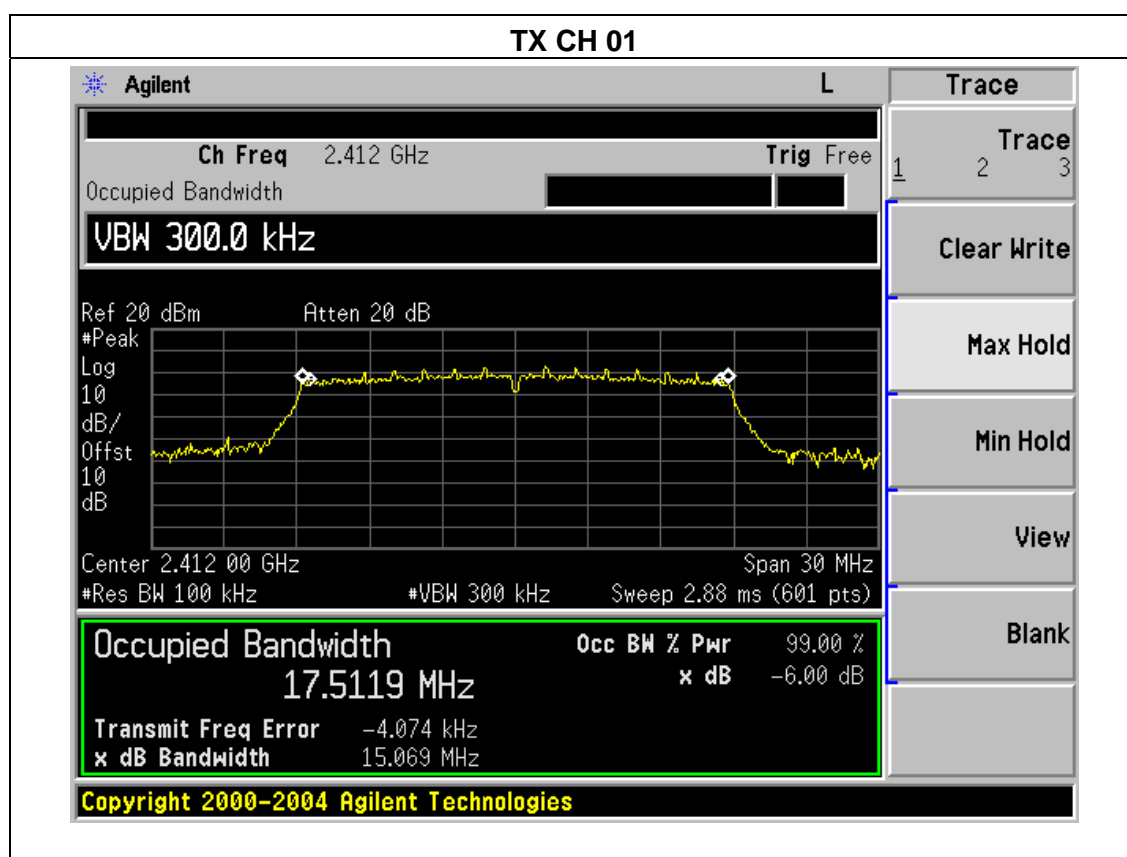 TX CH 01
Agilent L Trace
Ch Freq 2.412 GHz Trig Free
Occupied Bandwidth
VBW 300.0 kHz
Ref 20 dBm Atten 20 dB
#Peak
Log
10
dB/
Offst
10
dB
Center 2.412 00 GHz Span 30 MHz
#Res BW 100 kHz #VBW 300 kHz Sweep 2.88 ms (601 pts)
Occupied Bandwidth Occ BW % Pwr 99.00 %
17.5119 MHz x dB -6.00 dB
Transmit Freq Error -4.074 kHz
x dB Bandwidth 15.069 MHz
Copyright 2000-2004 Agilent Technologies
Trace
1 2 3
Clear Write
Max Hold
Min Hold
View
Blank